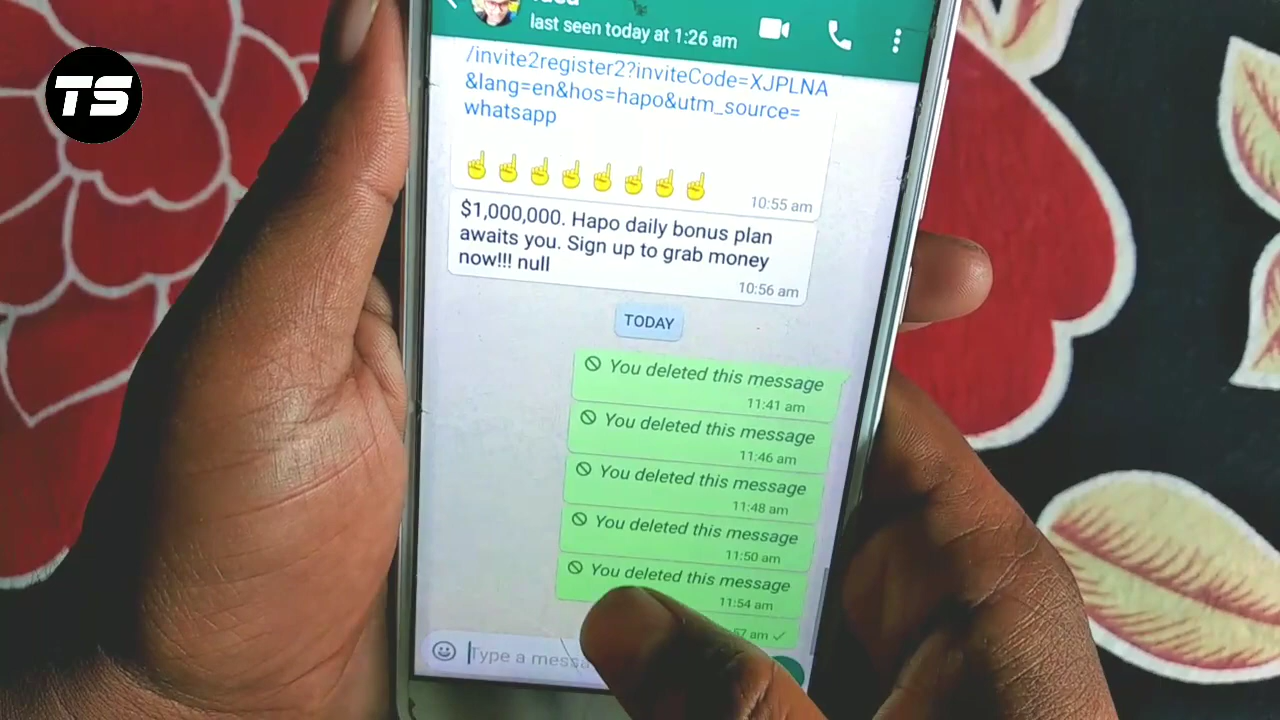 TS
last seen today at 1:26 am
/invite2register2?inviteCode=XJPLNA
&lang=en&hos=hapo&utm_source=
whatsapp
10:55 am
$1,000,000. Hapo daily bonus plan
awaits you. Sign up to grab money
now!!! null
10:56 am
TODAY
You deleted this message
11:41 am
You deleted this message
11:46 am
You deleted this message
11:48 am
You deleted this message
11:50 am
You deleted this message
11:54 am
am
Type a